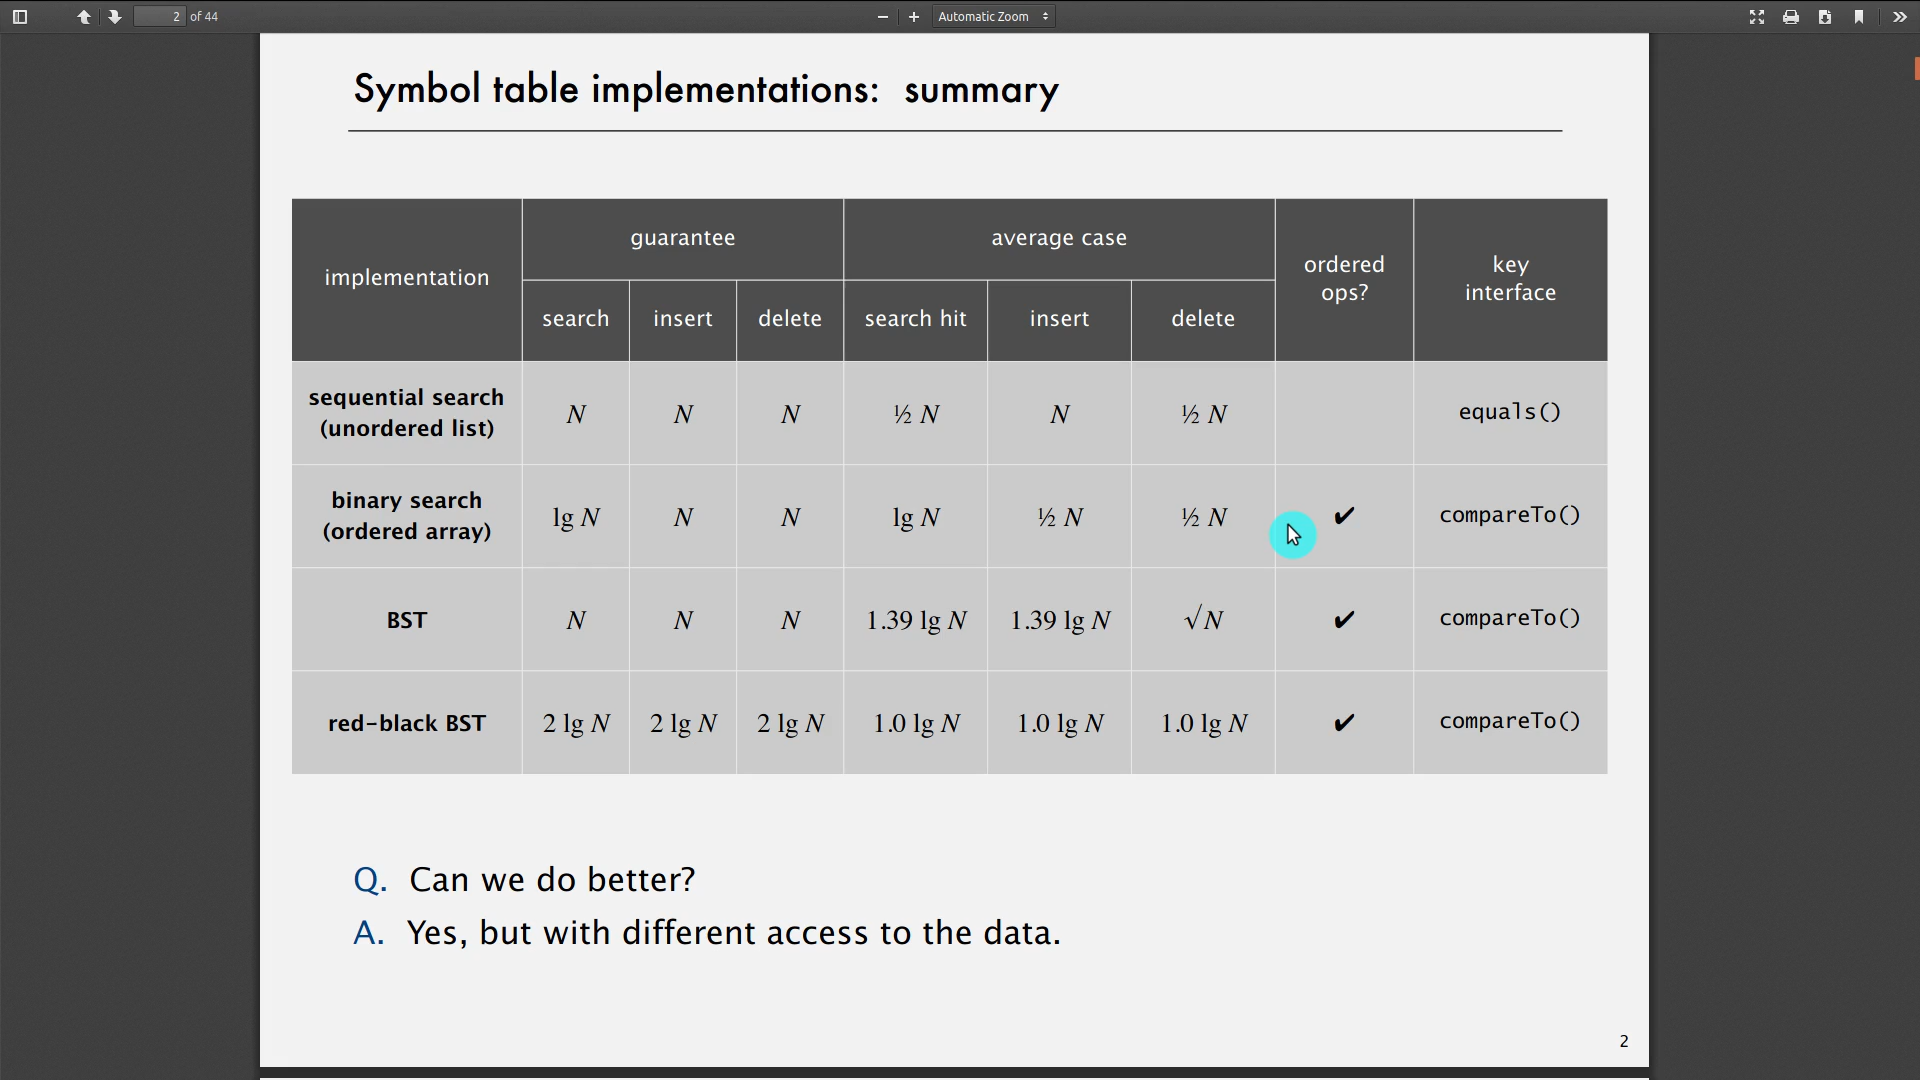 2 of 44 Automatic Zoom
Symbol table implementations: summary
implementation guarantee average case ordered ops? key interface
search insert delete search hit insert delete
sequential search (unordered list) N N N ½ N N ½ N equals()
binary search (ordered array) lg N N N lg N ½ N ½ N ✔ compareTo()
BST N N N 1.39 lg N 1.39 lg N √N ✔ compareTo()
red-black BST 2 lg N 2 lg N 2 lg N 1.0 lg N 1.0 lg N 1.0 lg N ✔ compareTo()
Q. Can we do better?
A. Yes, but with different access to the data.
2